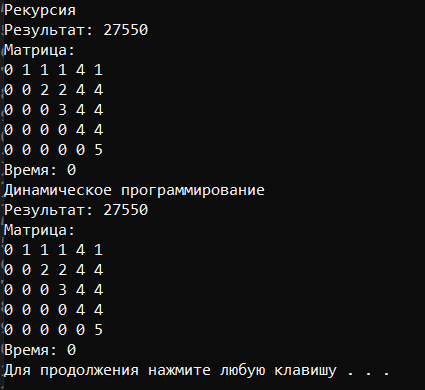 Рекурсия
Результат: 27550
Матрица:
0 1 1 1 4 1
0 0 2 2 4 4
0 0 0 3 4 4
0 0 0 0 4 4
0 0 0 0 0 5
Время: 0
Динамическое программирование
Результат: 27550
Матрица:
0 1 1 1 4 1
0 0 2 2 4 4
0 0 0 3 4 4
0 0 0 0 4 4
0 0 0 0 0 5
Время: 0
Для продолжения нажмите любую клавишу . . .